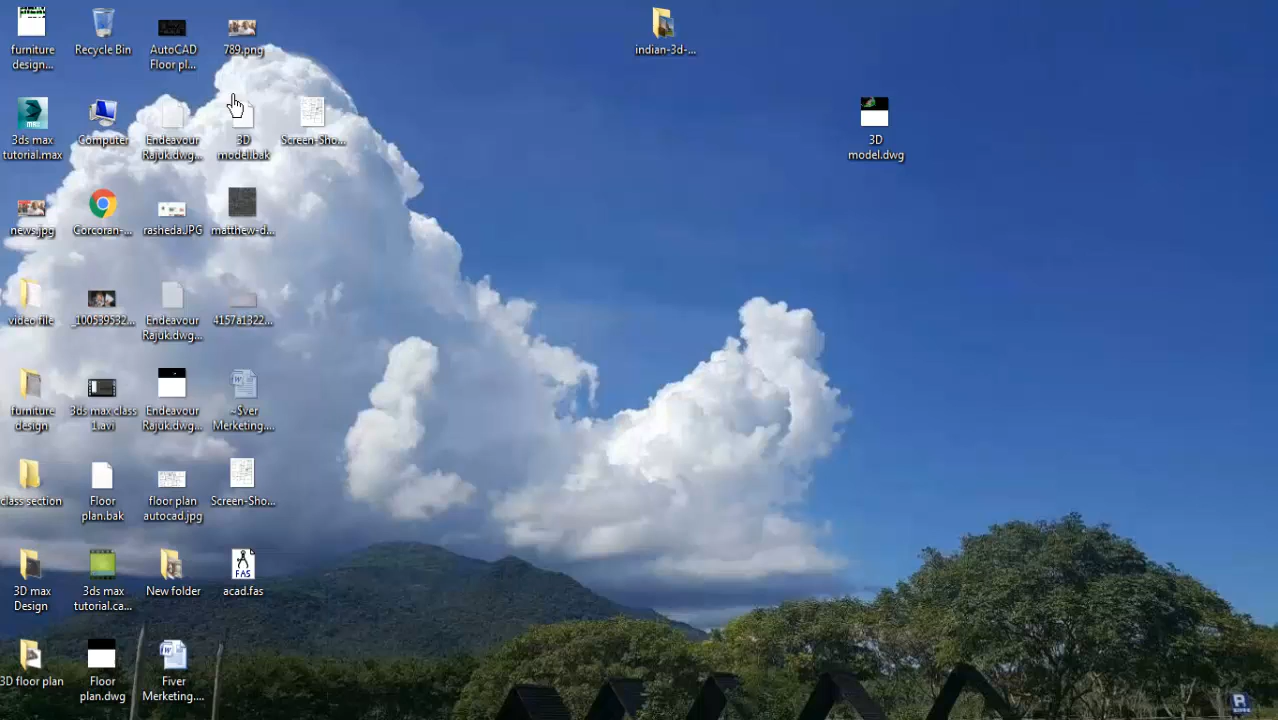 furniture
design...
Recycle Bin
AutoCAD
Floor pl...
789.png
indian-3d-...
3ds max
tutorial.max
Computer
Endeavour
Rajuk.dwg...
3D
model.bak
Screen-Sho...
3D
model.dwg
news.jpg
Corcoran-...
rasheda.JPG
matthew-d...
video file
_100539532...
Endeavour
Rajuk.dwg...
4157a1322...
furniture
design
3ds max class
1.avi
Endeavour
Rajuk.dwg...
~$ver
Merketing....
class section
Floor
plan.bak
floor plan
autocad.jpg
Screen-Sho...
3D max
Design
3ds max
tutorial.ca...
New folder
FAS
acad.fas
3D floor plan
Floor
plan.dwg
Fiver
Merketing....